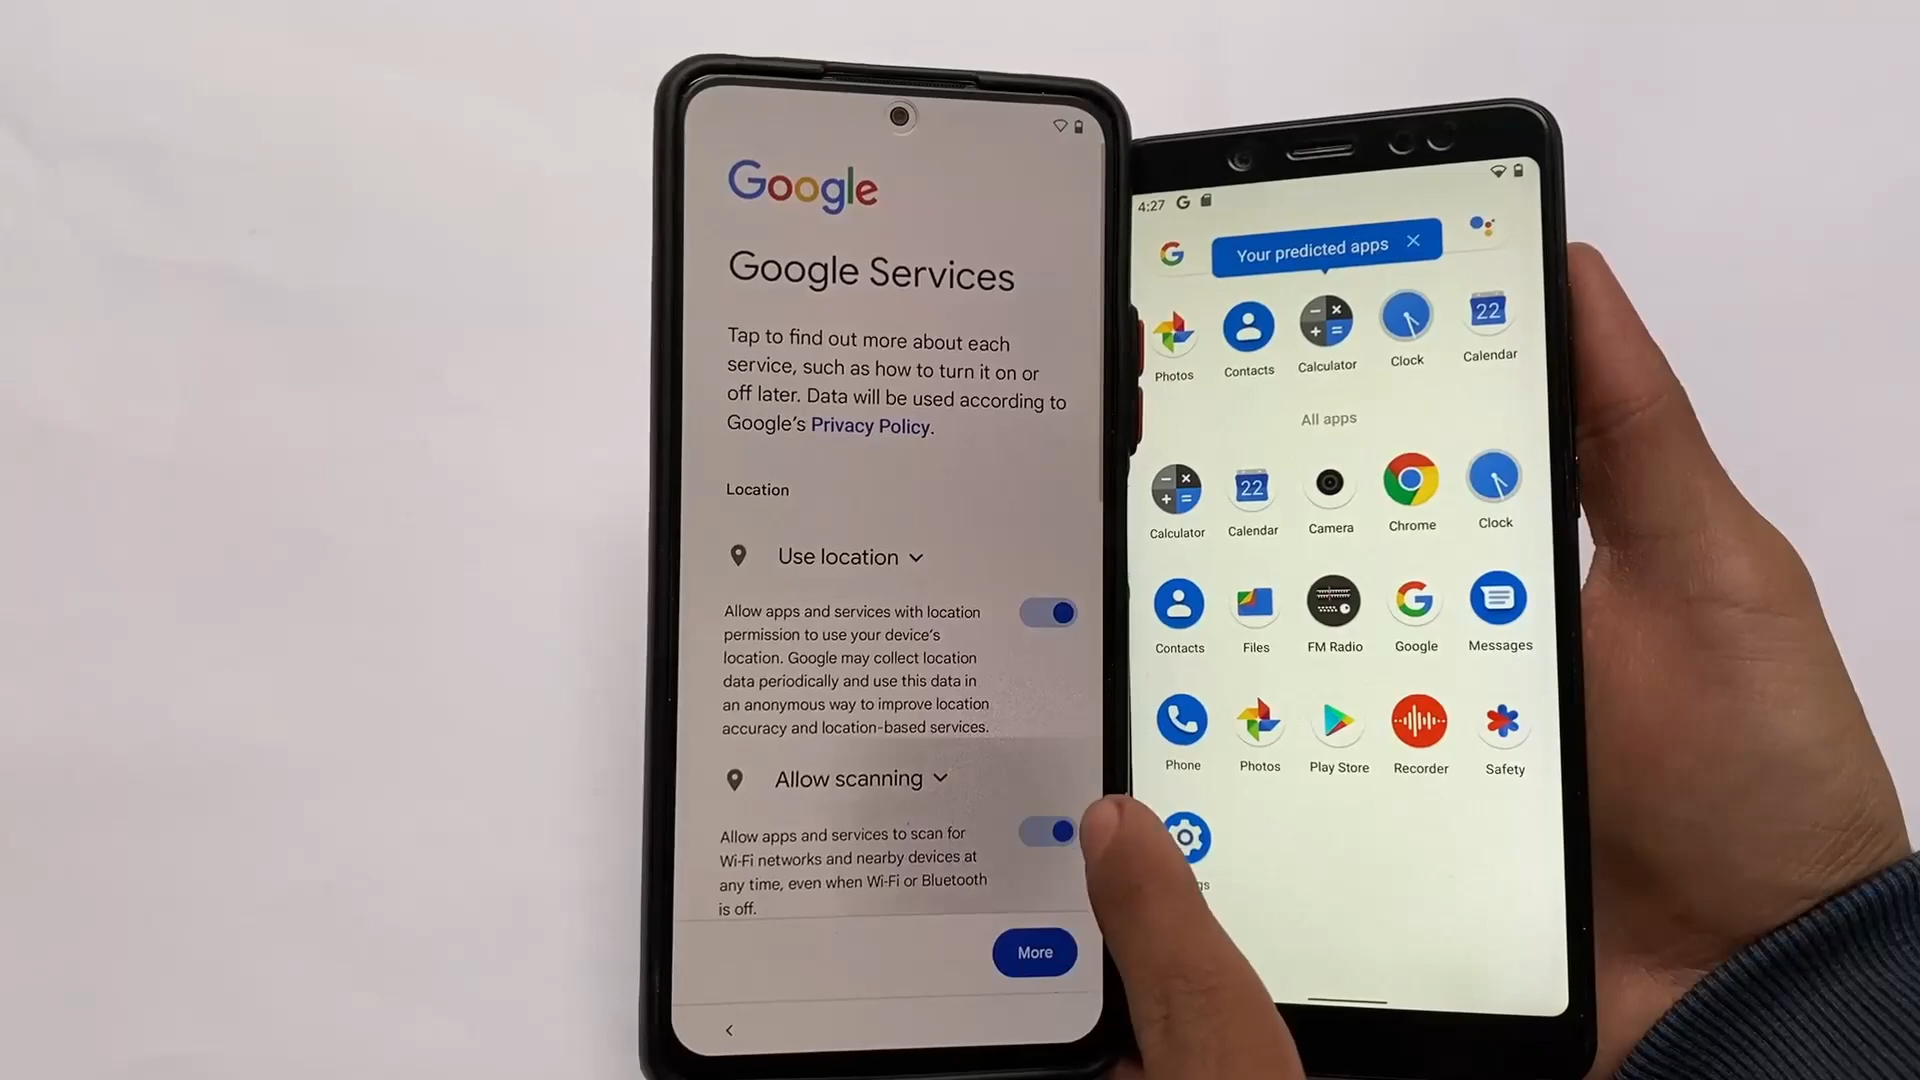 Google
Google Services
Tap to find out more about each
service, such as how to turn it on or
off later. Data will be used according to
Google's Privacy Policy.
Location
Use location
Allow apps and services with location
permission to use your device's
location. Google may collect location
data periodically and use this data in
an anonymous way to improve location
accuracy and location-based services.
Allow scanning
Allow apps and services to scan for
Wi-Fi networks and nearby devices at
any time, even when Wi-Fi or Bluetooth
is off.
More
4:27 G
G Your predicted apps
22
Photos Contacts Calculator Clock Calendar
All apps
22
Calculator Calendar Camera Chrome Clock
G
Contacts Files FM Radio Google Messages
Phone Photos Play Store Recorder Safety